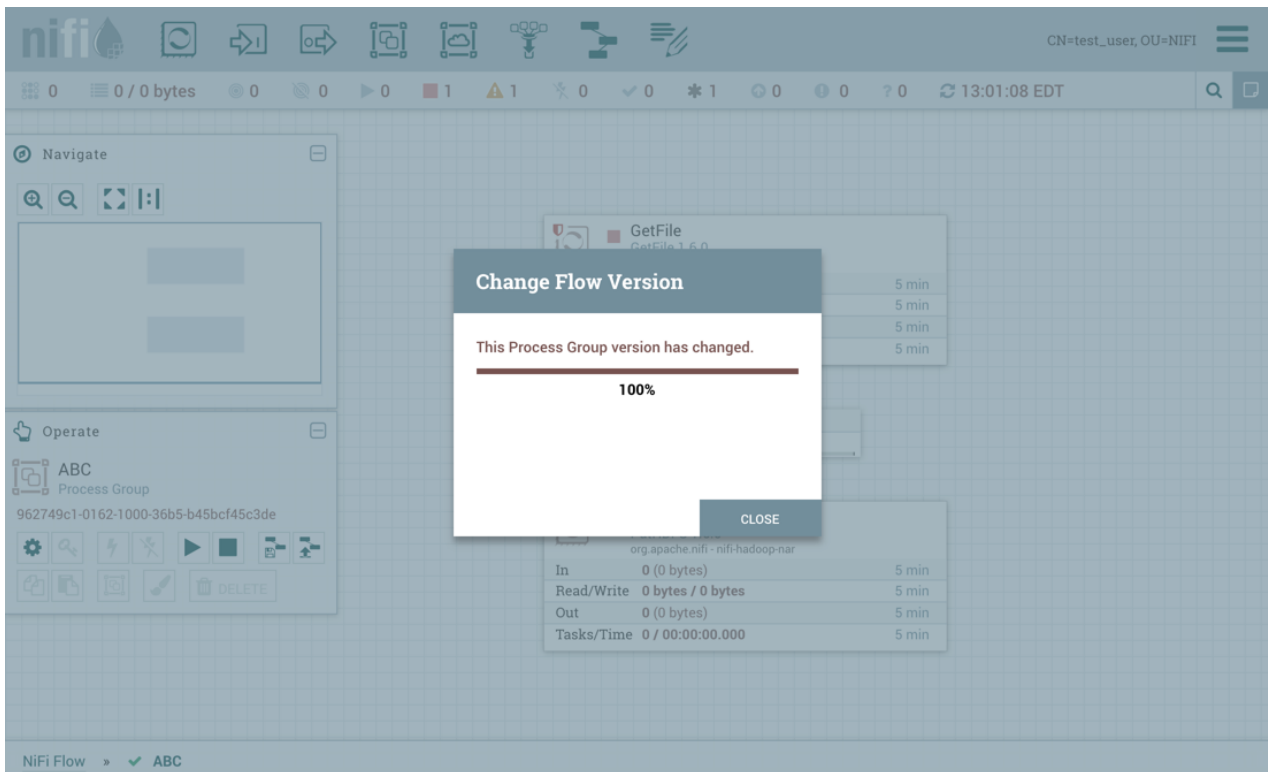 nifi
CN=test_user, OU=NIFI
0 0 / 0 bytes 0 0 0 1 1 0 0 1 0 0 ? 0 13:01:08 EDT
Navigate
GetFile
GetFile 1.6.0
Change Flow Version
5 min
5 min
This Process Group version has changed.
5 min
5 min
100%
Operate
ABC
Process Group
962749c1-0162-1000-36b5-b45bcf45c3de
CLOSE
org.apache.nifi - nifi-hadoop-nar
In 0 (0 bytes) 5 min
DELETE
Read/Write 0 bytes / 0 bytes 5 min
Out 0 (0 bytes) 5 min
Tasks/Time 0 / 00:00:00.000 5 min
NiFi Flow » ABC